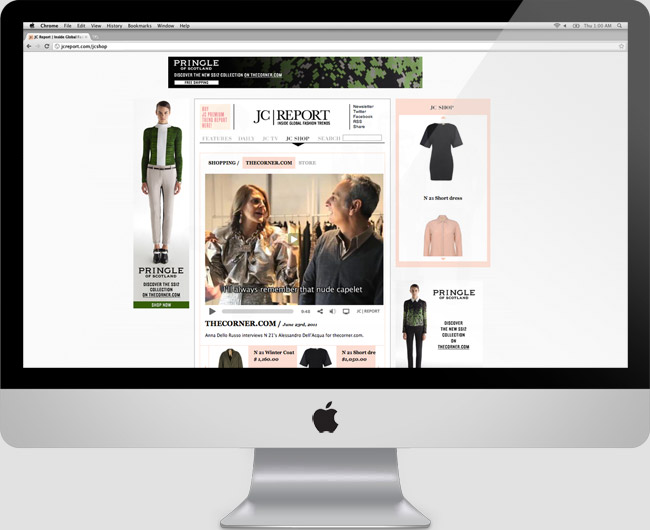 Chrome File Edit View History Bookmarks Window Help
Thu 1:00 AM
JC Report / Inside Global
jcreport.com/jcshop
PRINGLE
OF SCOTLAND
DISCOVER THE NEW SS12 COLLECTION ON THECORNER.COM
FREE SHIPPING
BUY
JC PREMIUM
TREND REPORT
HERE!
JC REPORT
INSIDE GLOBAL FASHION TRENDS
Newsletter
Twitter
Facebook
RSS
Share
FEATURES DAILY JC TV JC SHOP SEARCH
SHOPPING / THECORNER.COM STORE
I'll always remember that nude capelet
0:48 JC|REPORT
THECORNER.COM / June 23rd, 2011
Anna Dello Russo interviews N 21's Alessandro Dell'Acqua for thecorner.com.
N 21 Winter Coat
$ 1,260.00
N 21 Short dre
$1,050.00
JC SHOP
N 21 Short dress
PRINGLE
OF SCOTLAND
DISCOVER THE SS12
COLLECTION
ON THECORNER.COM
SHOP NOW
PRINGLE
OF SCOTLAND
DISCOVER
THE NEW SS12
COLLECTION
ON
THECORNER.COM